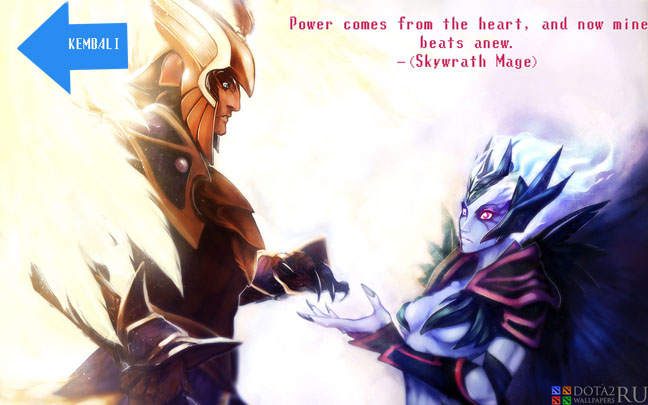 KEMBALI
Power comes from the heart, and now mine
beats anew.
-(Skywrath Mage)
DOTA2
WALLPAPERS
RU